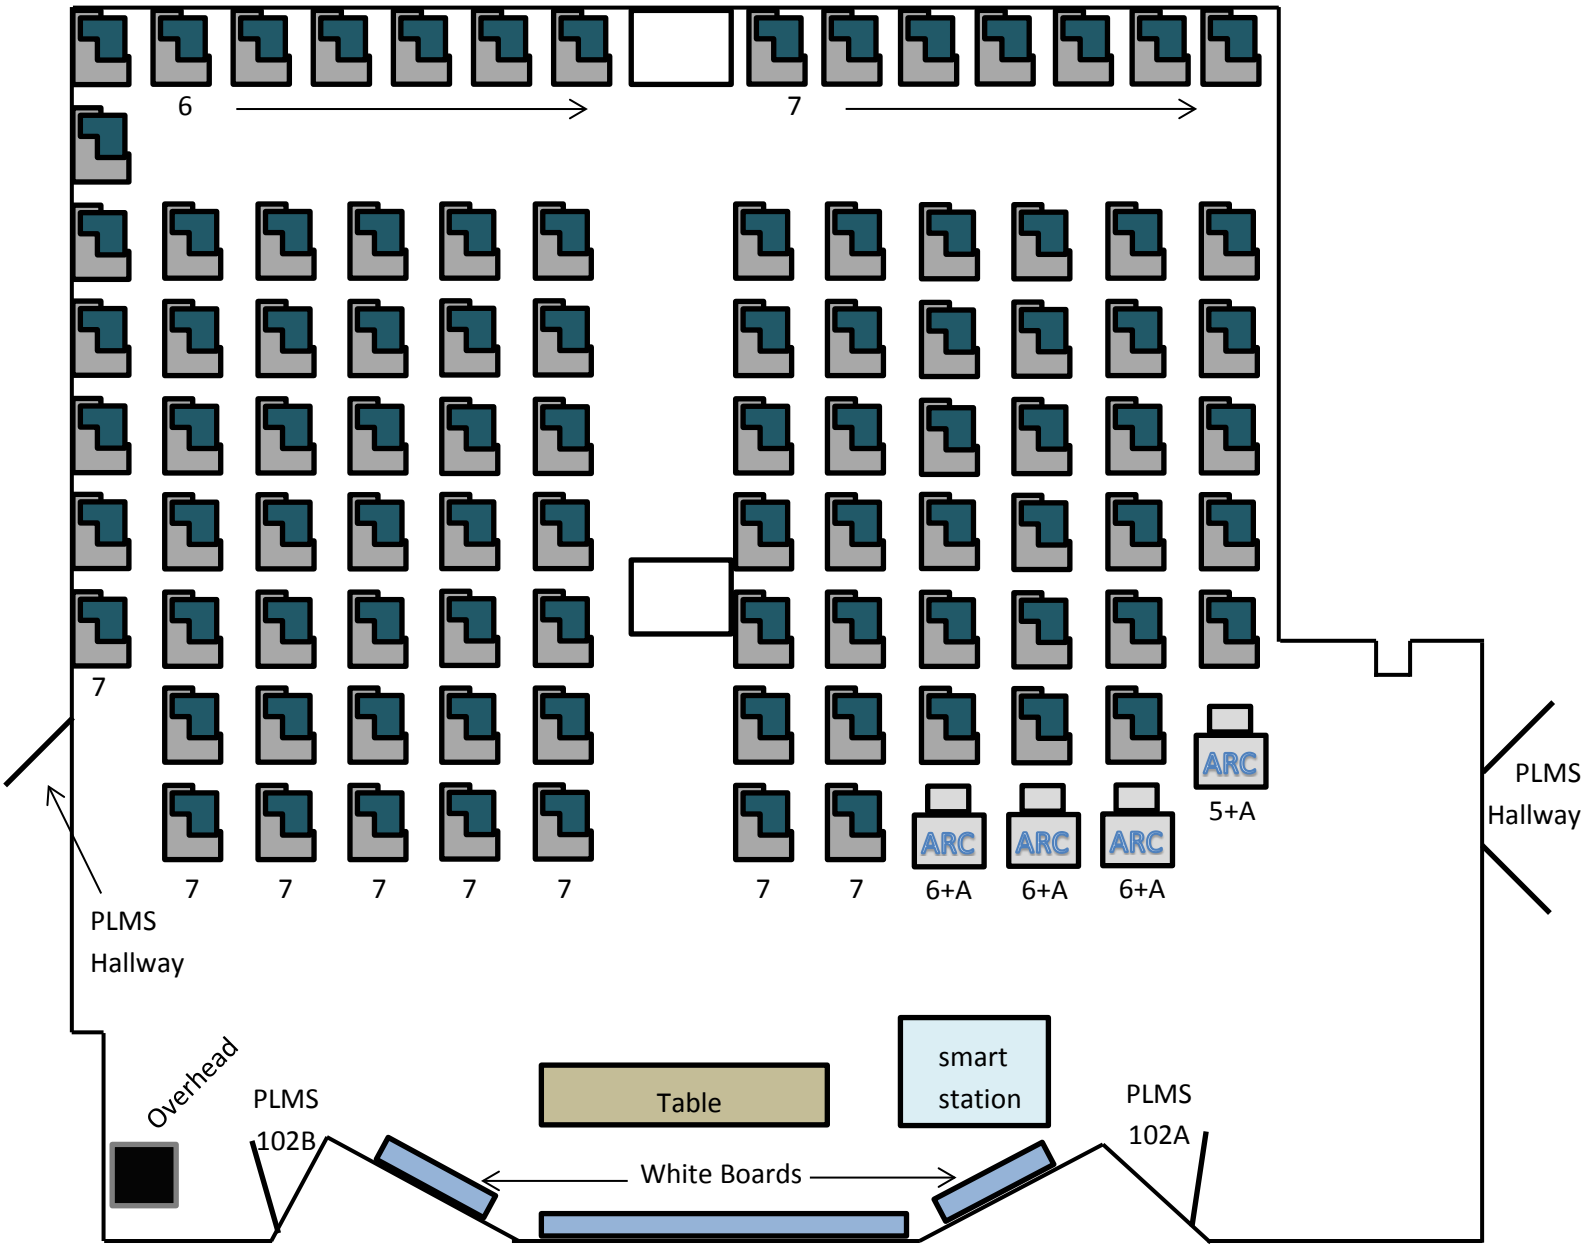 6
7
7
ARC
5+A
PLMS
Hallway
ARC
ARC
ARC
7
7
7
7
7
7
7
6+A
6+A
6+A
PLMS
Hallway
Overhead
PLMS
102B
Table
smart
station
PLMS
102A
White Boards